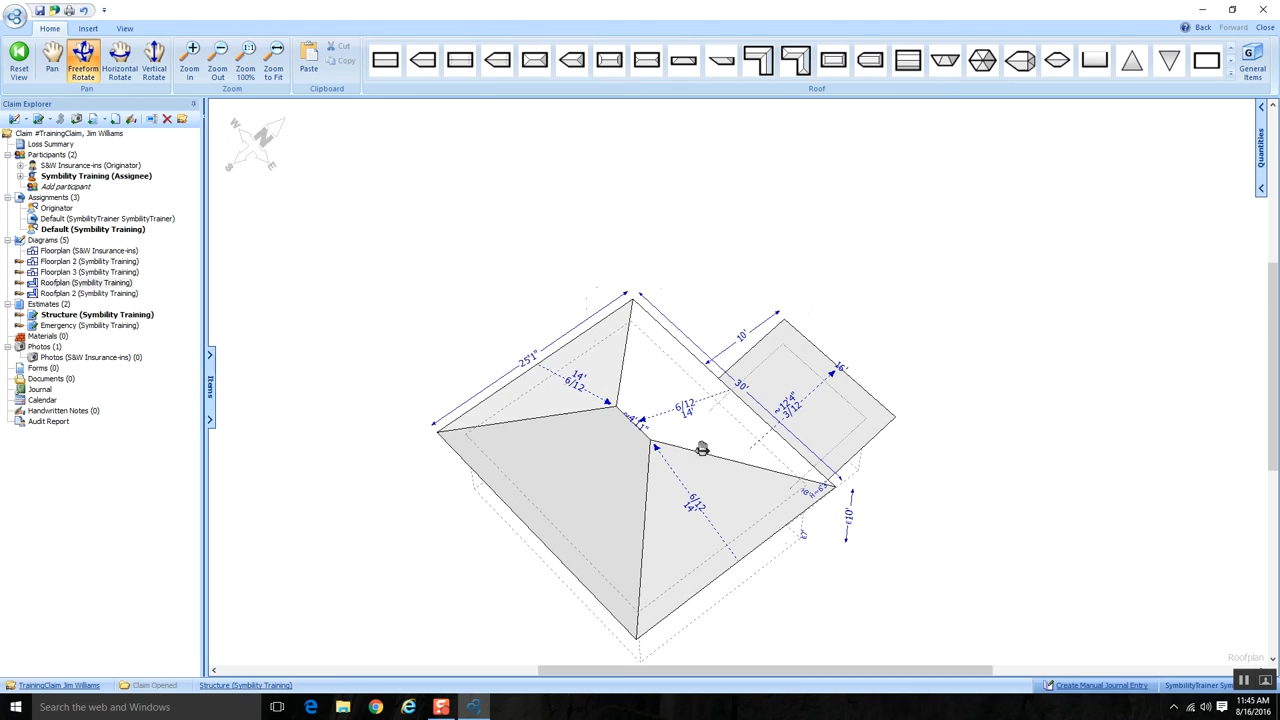 Home
Insert
View
Back
Forward
Close
Reset View
Pan
Freeform Rotate
Horizontal Rotate
Vertical Rotate
Zoom In
Zoom Out
Zoom 100%
Zoom to Fit
Paste
Cut
Copy
General Items
Pan
Zoom
Clipboard
Roof
Claim Explorer
Claim #TrainingClaim, Jim Williams
Loss Summary
Participants (2)
S&W Insurance-ins (Originator)
Symbility Training (Assignee)
Add participant
Assignments (3)
Originator
Default (SymbilityTrainer SymbilityTrainer)
Default (Symbility Training)
Diagrams (5)
Floorplan (S&W Insurance-ins)
Floorplan 2 (Symbility Training)
Floorplan 3 (Symbility Training)
Roofplan (Symbility Training)
Roofplan 2 (Symbility Training)
Estimates (2)
Structure (Symbility Training)
Emergency (Symbility Training)
Materials (0)
Photos (1)
Photos (S&W Insurance-ins) (0)
Forms (0)
Documents (0)
Journal
Calendar
Handwritten Notes (0)
Audit Report
Items
Quantities
W
N
S
E
25'1"
14'
6/12
6/12
14'
30'
10'
16'
~12'4"
3/12
6/12
14'
10'
Roofplan
TrainingClaim Jim Williams
Claim Opened
Structure (Symbility Training)
Create Manual Journal Entry
SymbilityTrainer Sym
Search the web and Windows
11:45 AM
8/16/2016